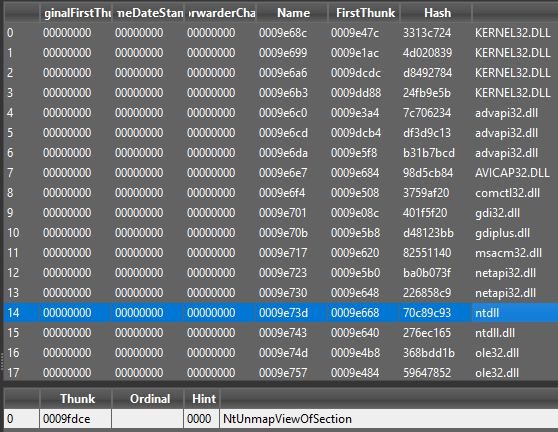 ginalFirstThu meDateStam orwarderCha Name FirstThunk Hash
0 00000000 00000000 00000000 0009e68c 0009e47c 3313c724 KERNEL32.DLL
1 00000000 00000000 00000000 0009e699 0009e1ac 4d020839 KERNEL32.DLL
2 00000000 00000000 00000000 0009e6a6 0009dcdc d8492784 KERNEL32.DLL
3 00000000 00000000 00000000 0009e6b3 0009dd88 24fb9e5b KERNEL32.DLL
4 00000000 00000000 00000000 0009e6c0 0009e3a4 7c706234 advapi32.dll
5 00000000 00000000 00000000 0009e6cd 0009dcb4 df3d9c13 advapi32.dll
6 00000000 00000000 00000000 0009e6da 0009e5f8 b31b7bcd advapi32.dll
7 00000000 00000000 00000000 0009e6e7 0009e684 98d5cb84 AVICAP32.DLL
8 00000000 00000000 00000000 0009e6f4 0009e508 3759af20 comctl32.dll
9 00000000 00000000 00000000 0009e701 0009e08c 401f5f20 gdi32.dll
10 00000000 00000000 00000000 0009e70b 0009e5b8 d48123bb gdiplus.dll
11 00000000 00000000 00000000 0009e717 0009e620 82551140 msacm32.dll
12 00000000 00000000 00000000 0009e723 0009e5b0 ba0b073f netapi32.dll
13 00000000 00000000 00000000 0009e730 0009e648 226858c9 netapi32.dll
14 00000000 00000000 00000000 0009e73d 0009e668 70c89c93 ntdll
15 00000000 00000000 00000000 0009e743 0009e640 276ec165 ntdll.dll
16 00000000 00000000 00000000 0009e74d 0009e4b8 368bdd1b ole32.dll
17 00000000 00000000 00000000 0009e757 0009e484 59647852 ole32.dll
Thunk Ordinal Hint
0 0009fdce 0000 NtUnmapViewOfSection